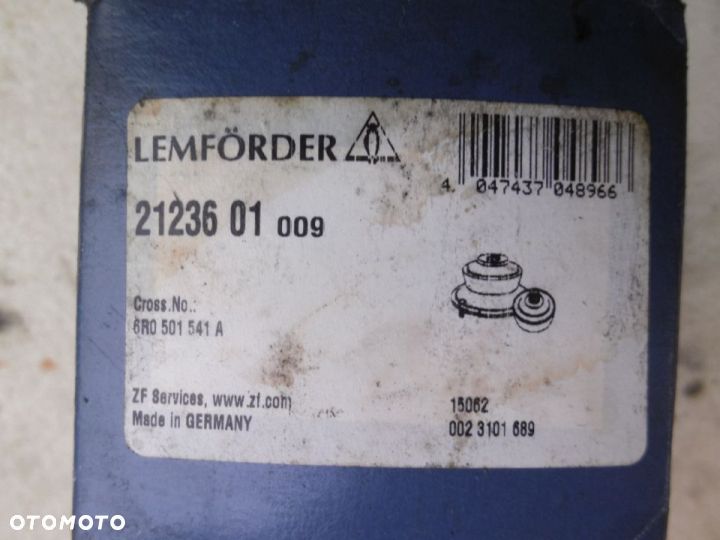 LEMFÖRDER
4 047437 048966
21236 01 009
Cross.No.:
6R0 501 541 A
ZF Services, www.zf.com
Made in GERMANY
15062
002 3101 689
OTOMOTO